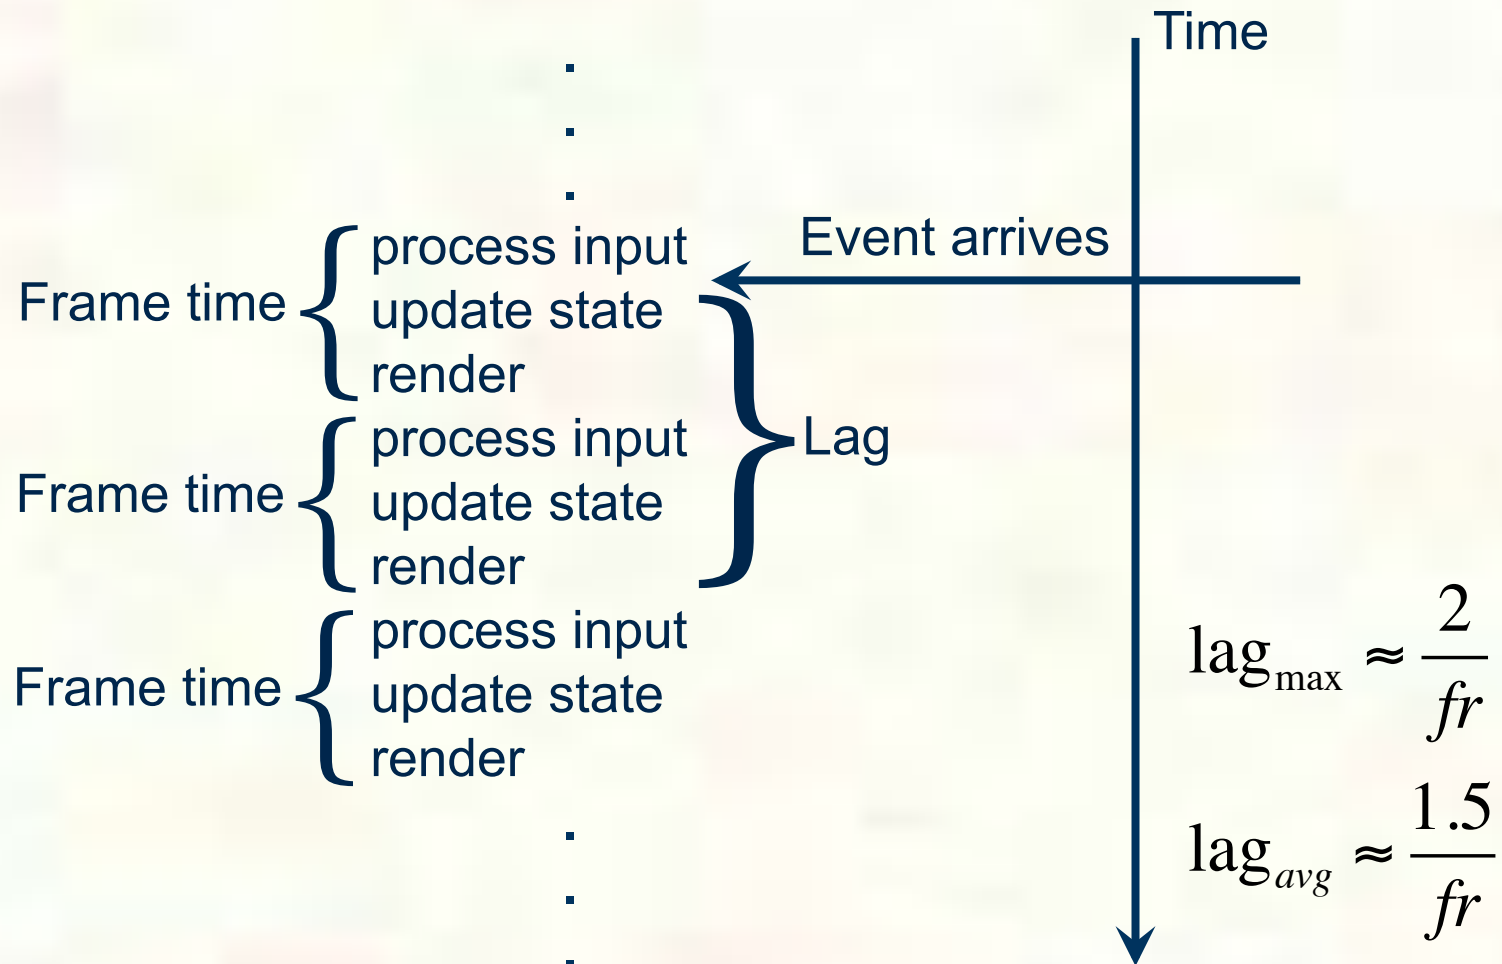 Time
.
.
.
Event arrives
process input
Frame time { update state
render
process input
Frame time { update state
render
} Lag
process input
Frame time { update state
render
.
.
.
lag_max ≈ 2/fr
lag_avg ≈ 1.5/fr